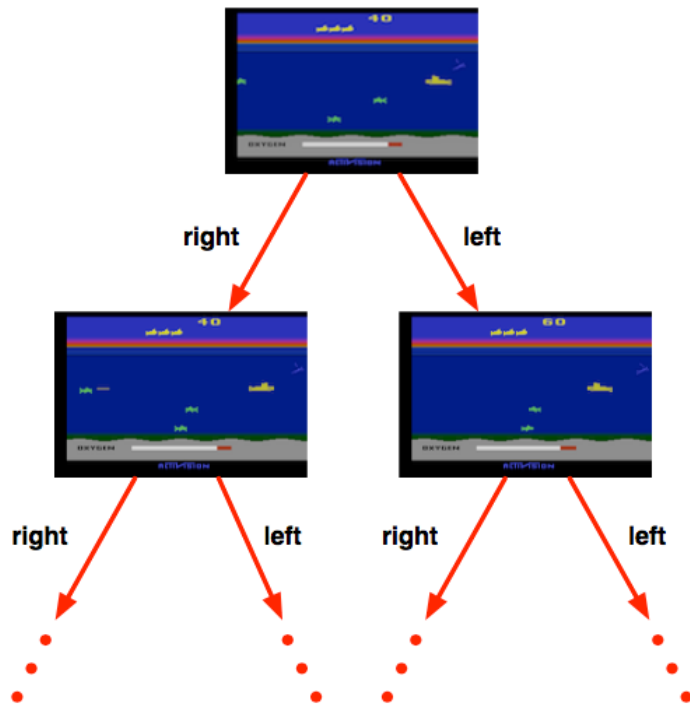 40
OXYGEN
ACTIVISION
right left
40 60
OXYGEN OXYGEN
ACTIVISION ACTIVISION
right left right left